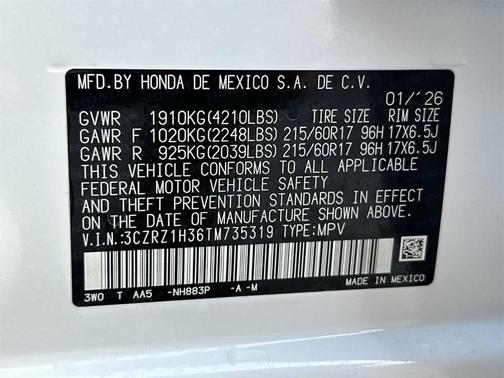 MFD.BY HONDA DE MEXICO S.A. DE C.V.
01/'26
GVWR 1910KG(4210LBS) TIRE SIZE RIM SIZE
GAWR F 1020KG(2248LBS) 215/60R17 96H 17X6.5J
GAWR R 925KG(2039LBS) 215/60R17 96H 17X6.5J
THIS VEHICLE CONFORMS TO ALL APPLICABLE
FEDERAL MOTOR VEHICLE SAFETY
AND THEFT PREVENTION STANDARDS IN EFFECT
ON THE DATE OF MANUFACTURE SHOWN ABOVE.
V.I.N.:3CZRZ1H36TM735319 TYPE:MPV
3W0 T AA5 -NH883P -A -M
MADE IN MEXICO